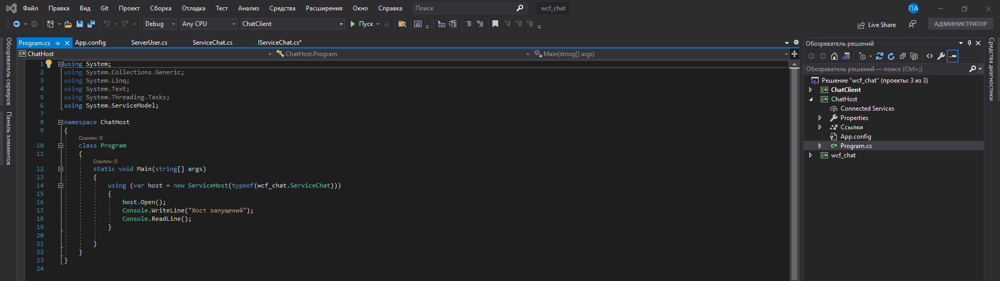 Файл Правка Вид Git Проект Сборка Отладка Тест Анализ Средства Расширения Окно Справка Поиск wcf_chat ПА
Debug Any CPU ChatClient Пуск Live Share АДМИНИСТРАТОР
Обозреватель серверов
Панель элементов
Program.cs App.config ServerUser.cs ServiceChat.cs IServiceChat.cs*
C# ChatHost ChatHost.Program Main(string[] args)
1 using System;
2 using System.Collections.Generic;
3 using System.Linq;
4 using System.Text;
5 using System.Threading.Tasks;
6 using System.ServiceModel;
7
8 namespace ChatHost
9 {
Ссылок: 0
10 class Program
11 {
Ссылок: 0
12 static void Main(string[] args)
13 {
14 using (var host = new ServiceHost(typeof(wcf_chat.ServiceChat)))
15 {
16 host.Open();
17 Console.WriteLine("Хост запущений");
18 Console.ReadLine();
19 }
20
21 }
22 }
23 }
24
Обозреватель решений
Обозреватель решений — поиск (Ctrl+;)
Решение "wcf_chat" (проекты: 3 из 3)
C# ChatClient
C# ChatHost
Connected Services
Properties
Ссылки
App.config
C# Program.cs
C# wcf_chat
Средства диагностики